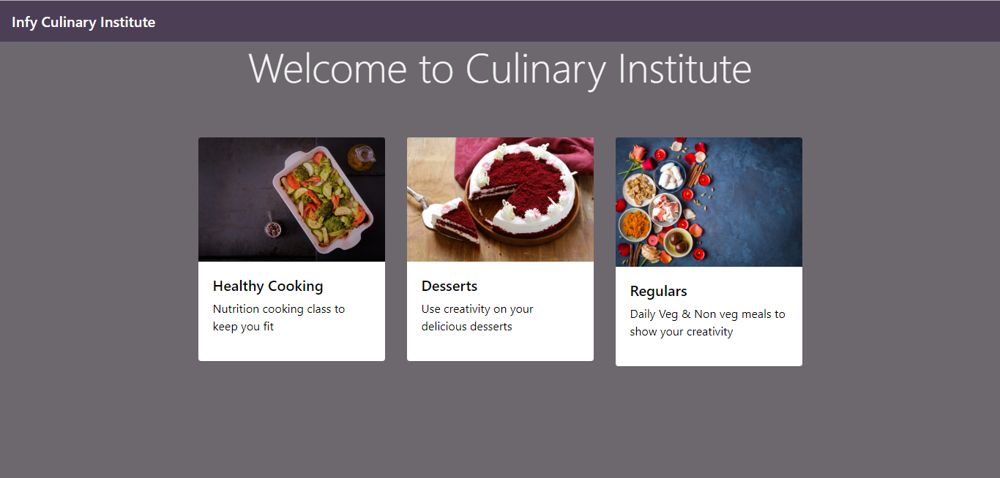 Infy Culinary Institute
Welcome to Culinary Institute
Healthy Cooking
Nutrition cooking class to
keep you fit
Desserts
Use creativity on your
delicious desserts
Regulars
Daily Veg & Non veg meals to
show your creativity